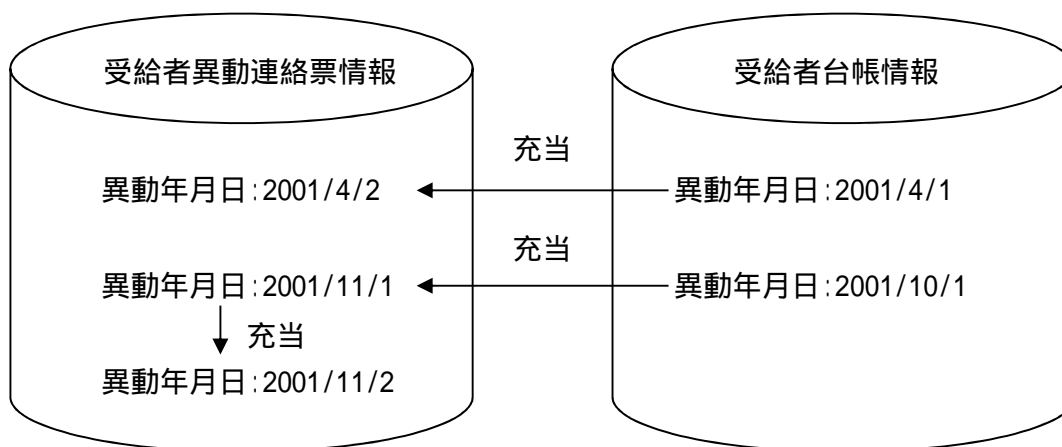 受給者異動連絡票情報
受給者台帳情報
充当
異動年月日:2001/4/2
異動年月日:2001/4/1
充当
異動年月日:2001/11/1
異動年月日:2001/10/1
充当
異動年月日:2001/11/2